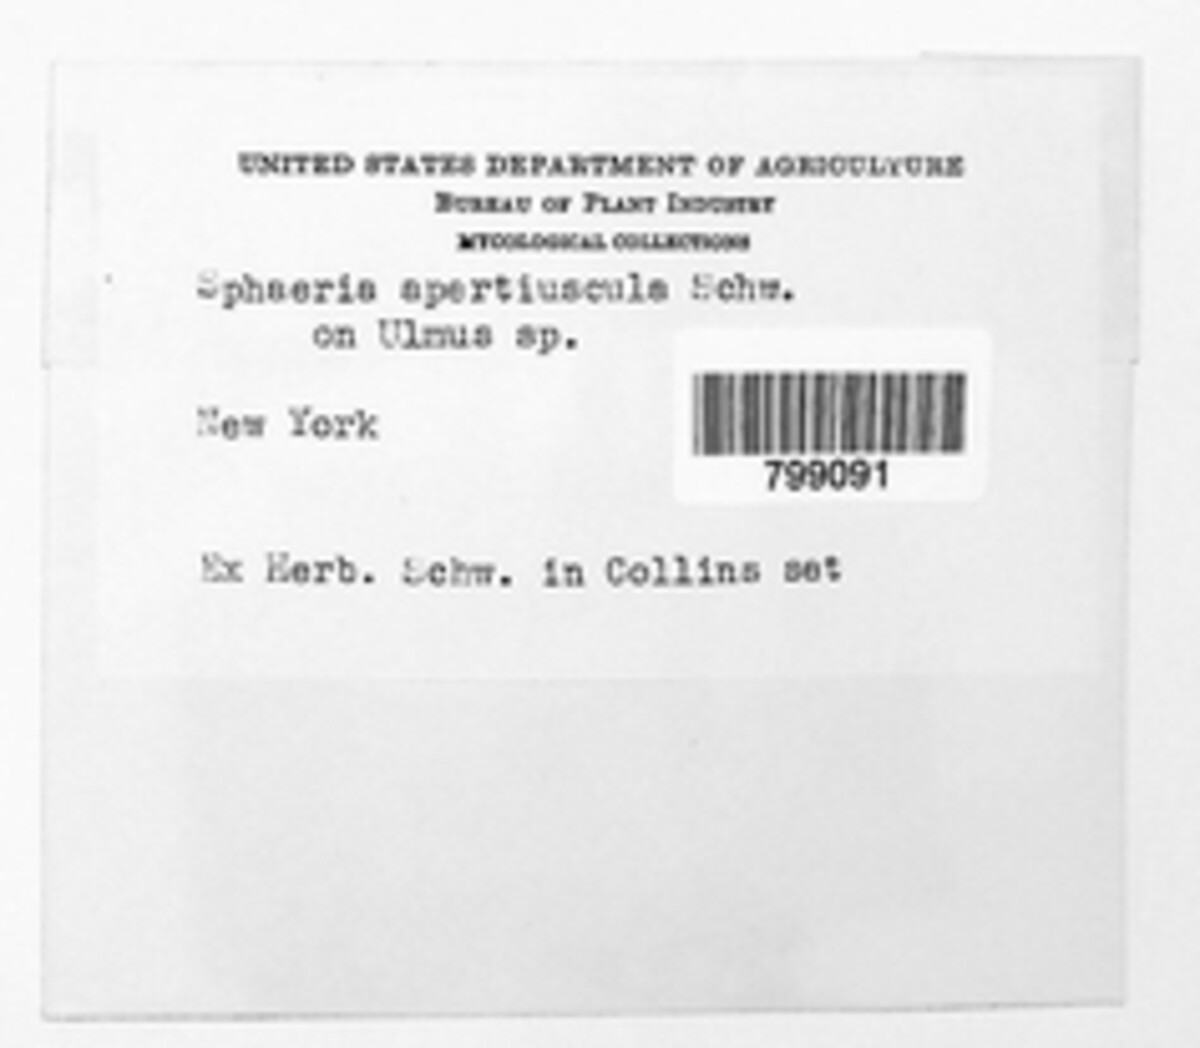 UNITED STATES DEPARTMENT OF AGRICULTURE
BUREAU OF PLANT INDUSTRY
MYCOLOGICAL COLLECTIONS
Sphaeria apertiuscula Schw.
on Ulmus sp.
New York
799091
Ex Herb. Schw. in Collins set